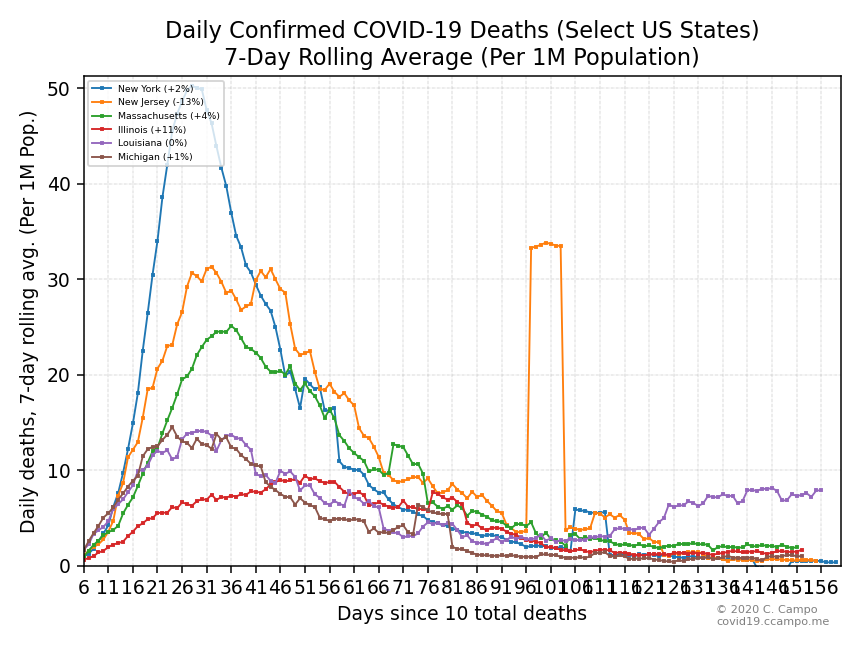 Daily Confirmed COVID-19 Deaths (Select US States)
7-Day Rolling Average (Per 1M Population)
Daily deaths, 7-day rolling avg. (Per 1M Pop.)
50
40
30
20
10
0
New York (+2%)
New Jersey (-13%)
Massachusetts (+4%)
Illinois (+11%)
Louisiana (0%)
Michigan (+1%)
6 11 16 21 26 31 36 41 46 51 56 61 66 71 76 81 86 91 96 101 106 111 116 121 126 131 136 141 146 151 156
Days since 10 total deaths
© 2020 C. Campo
covid19.ccampo.me